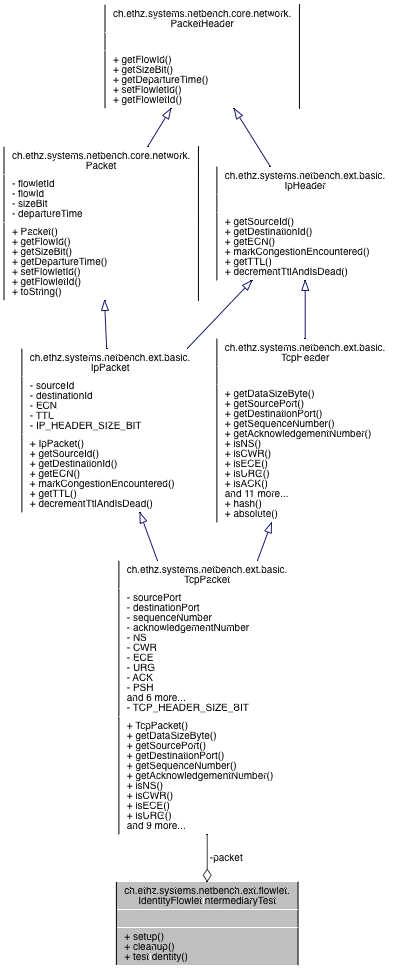 ch.ethz.systems.netbench.core.network.
PacketHeader
+ getFlowId()
+ getSizeBit()
+ getDepartureTime()
+ setFlowletId()
+ getFlowletId()
ch.ethz.systems.netbench.core.network.
Packet
- flowletId
- flowId
- sizeBit
- departureTime
+ Packet()
+ getFlowId()
+ getSizeBit()
+ getDepartureTime()
+ setFlowletId()
+ getFlowletId()
+ toString()
ch.ethz.systems.netbench.ext.basic.
IpHeader
+ getSourceId()
+ getDestinationId()
+ getECN()
+ markCongestionEncountered()
+ getTTL()
+ decrementTtlAndIsDead()
ch.ethz.systems.netbench.ext.basic.
IpPacket
- sourceId
- destinationId
- ECN
- TTL
- IP_HEADER_SIZE_BIT
+ IpPacket()
+ getSourceId()
+ getDestinationId()
+ getECN()
+ markCongestionEncountered()
+ getTTL()
+ decrementTtlAndIsDead()
ch.ethz.systems.netbench.ext.basic.
TcpHeader
+ getDataSizeByte()
+ getSourcePort()
+ getDestinationPort()
+ getSequenceNumber()
+ getAcknowledgementNumber()
+ isNS()
+ isCWR()
+ isECE()
+ isURG()
+ isACK()
and 11 more...
+ hash()
+ absolute()
ch.ethz.systems.netbench.ext.basic.
TcpPacket
- sourcePort
- destinationPort
- sequenceNumber
- acknowledgementNumber
- NS
- CWR
- ECE
- URG
- ACK
- PSH
and 6 more...
- TCP_HEADER_SIZE_BIT
+ TcpPacket()
+ getDataSizeByte()
+ getSourcePort()
+ getDestinationPort()
+ getSequenceNumber()
+ getAcknowledgementNumber()
+ isNS()
+ isCWR()
+ isECE()
+ isURG()
and 9 more...
-packet
ch.ethz.systems.netbench.ext.flowlet.
IdentityFlowletIntermediaryTest
+ setup()
+ cleanup()
+ testIdentity()